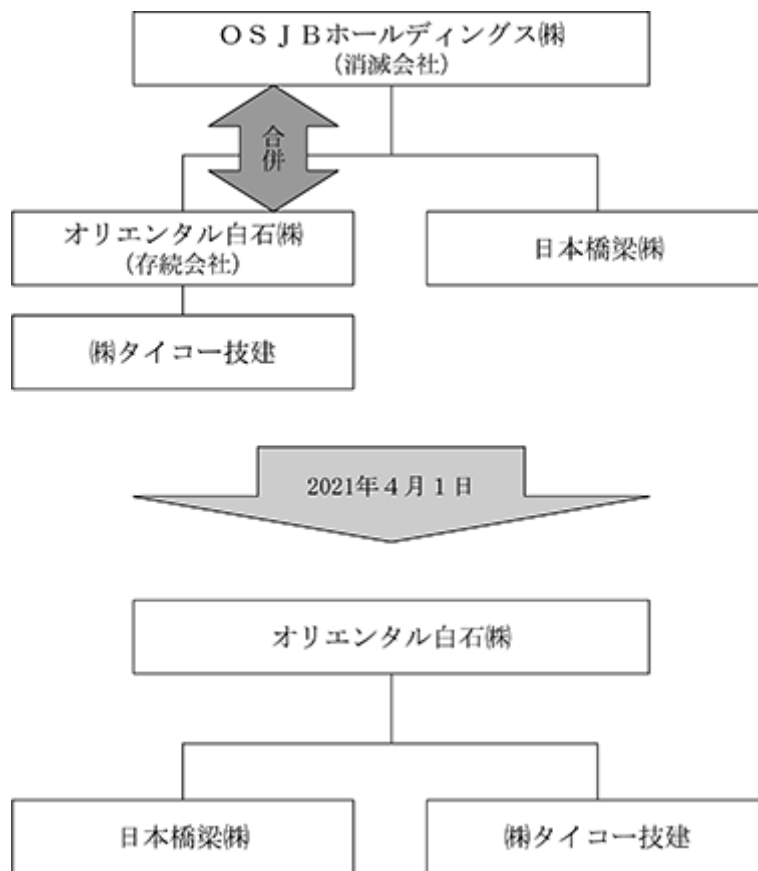 ＯＳＪＢホールディングス㈱
（消滅会社）
合併
オリエンタル白石㈱
（存続会社）
日本橋梁㈱
㈱タイコー技建
2021年４月１日
オリエンタル白石㈱
日本橋梁㈱
㈱タイコー技建